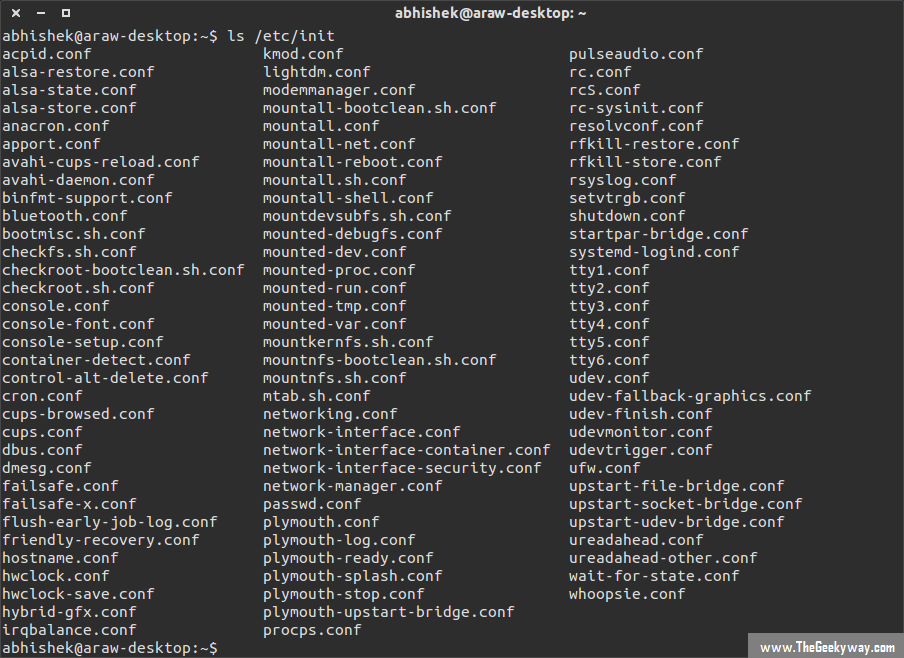 abhishek@araw-desktop: ~
abhishek@araw-desktop:~$ ls /etc/init
acpid.conf kmod.conf pulseaudio.conf
alsa-restore.conf lightdm.conf rc.conf
alsa-state.conf modemmanager.conf rcS.conf
alsa-store.conf mountall-bootclean.sh.conf rc-sysinit.conf
anacron.conf mountall.conf resolvconf.conf
apport.conf mountall-net.conf rfkill-restore.conf
avahi-cups-reload.conf mountall-reboot.conf rfkill-store.conf
avahi-daemon.conf mountall.sh.conf rsyslog.conf
binfmt-support.conf mountall-shell.conf setvtrgb.conf
bluetooth.conf mountdevsubfs.sh.conf shutdown.conf
bootmisc.sh.conf mounted-debugfs.conf startpar-bridge.conf
checkfs.sh.conf mounted-dev.conf systemd-logind.conf
checkroot-bootclean.sh.conf mounted-proc.conf tty1.conf
checkroot.sh.conf mounted-run.conf tty2.conf
console.conf mounted-tmp.conf tty3.conf
console-font.conf mounted-var.conf tty4.conf
console-setup.conf mountkernfs.sh.conf tty5.conf
container-detect.conf mountnfs-bootclean.sh.conf tty6.conf
control-alt-delete.conf mountnfs.sh.conf udev.conf
cron.conf mtab.sh.conf udev-fallback-graphics.conf
cups-browsed.conf networking.conf udev-finish.conf
cups.conf network-interface.conf udevmonitor.conf
dbus.conf network-interface-container.conf udevtrigger.conf
dmesg.conf network-interface-security.conf ufw.conf
failsafe.conf network-manager.conf upstart-file-bridge.conf
failsafe-x.conf passwd.conf upstart-socket-bridge.conf
flush-early-job-log.conf plymouth.conf upstart-udev-bridge.conf
friendly-recovery.conf plymouth-log.conf ureadahead.conf
hostname.conf plymouth-ready.conf ureadahead-other.conf
hwclock.conf plymouth-splash.conf wait-for-state.conf
hwclock-save.conf plymouth-stop.conf whoopsie.conf
hybrid-gfx.conf plymouth-upstart-bridge.conf
irqbalance.conf procps.conf
abhishek@araw-desktop:~$
www.TheGeekyway.com